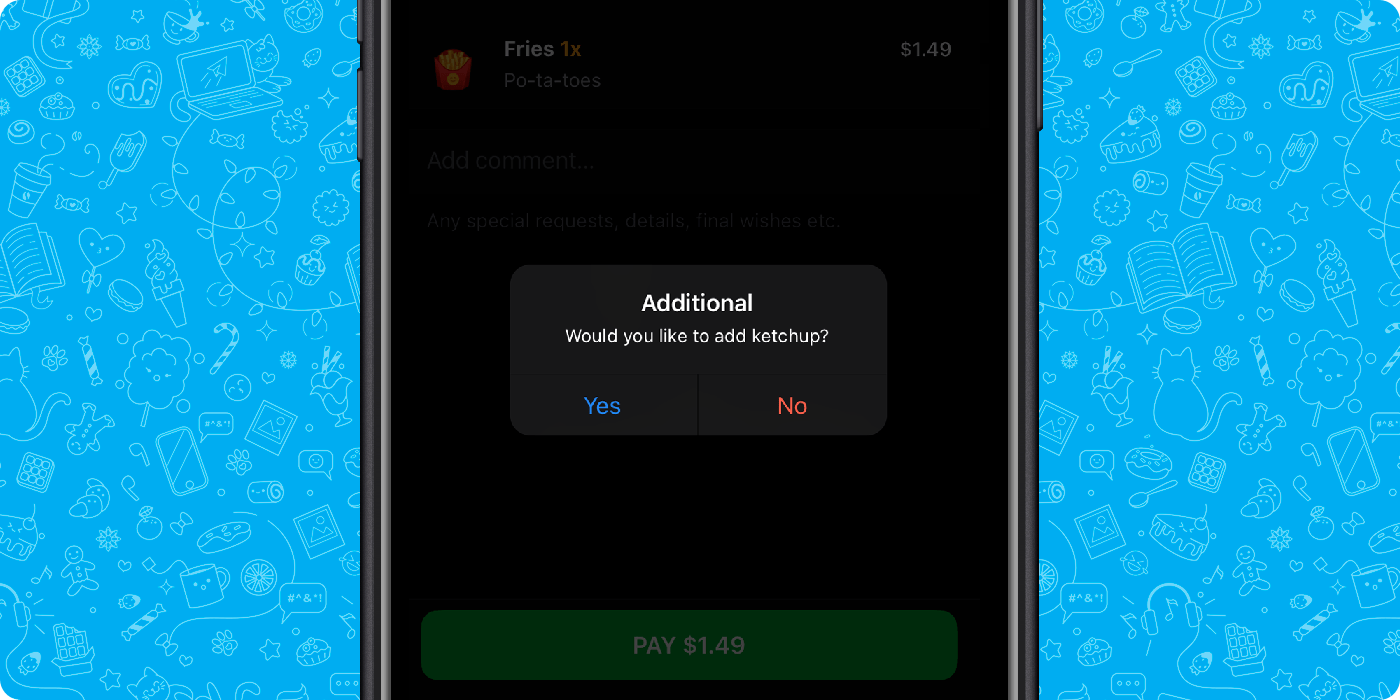 Fries 1x
$1.49
Po-ta-toes
Add comment...
Any special requests, details, final wishes etc.
Additional
Would you like to add ketchup?
Yes
No
PAY $1.49
#^&*!
#^&*!